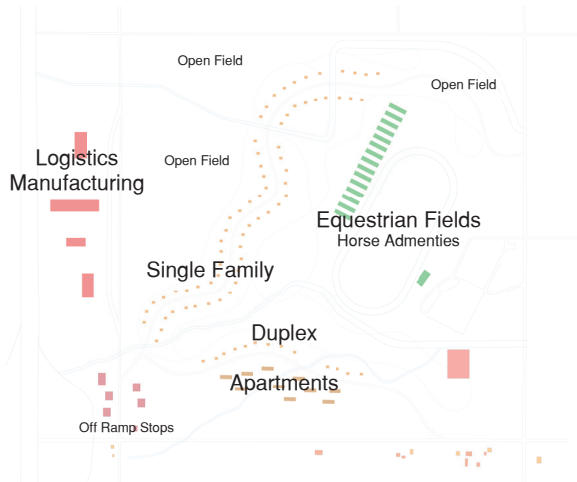 Open Field
Open Field
Logistics
Manufacturing
Open Field
Equestrian Fields
Horse Admenties
Single Family
Duplex
Apartments
Off Ramp Stops